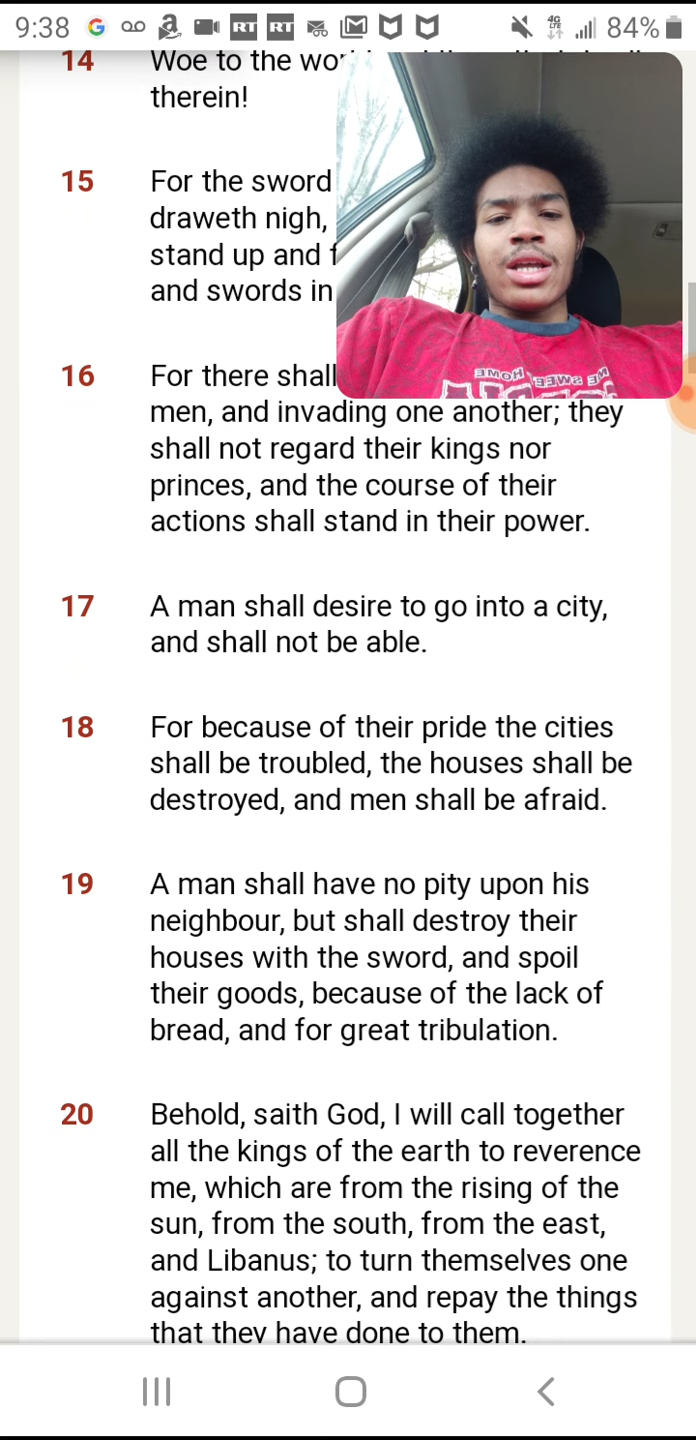 9:38 G RT RT M 4G LTE 84%
14 Woe to the
therein!
15 For the sword
draweth nigh,
stand up and
and swords in
16 For there shall
men, and invading one another; they
shall not regard their kings nor
princes, and the course of their
actions shall stand in their power.
17 A man shall desire to go into a city,
and shall not be able.
18 For because of their pride the cities
shall be troubled, the houses shall be
destroyed, and men shall be afraid.
19 A man shall have no pity upon his
neighbour, but shall destroy their
houses with the sword, and spoil
their goods, because of the lack of
bread, and for great tribulation.
20 Behold, saith God, I will call together
all the kings of the earth to reverence
me, which are from the rising of the
sun, from the south, from the east,
and Libanus; to turn themselves one
against another, and repay the things
that they have done to them.
HOME SWEET HOME